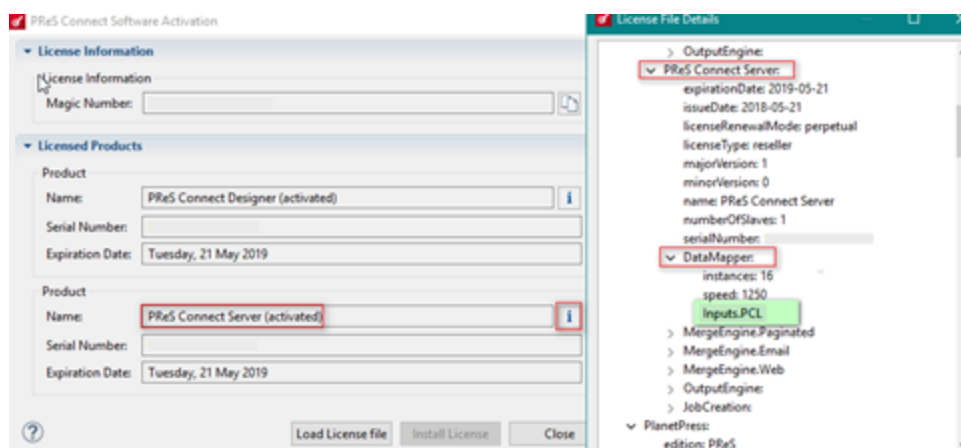 PReS Connect Software Activation
License Information
License Information
Magic Number:
Licensed Products
Product
Name: PReS Connect Designer (activated) i
Serial Number:
Expiration Date: Tuesday, 21 May 2019
Product
Name: PReS Connect Server (activated) i
Serial Number:
Expiration Date: Tuesday, 21 May 2019
? Load License file Install License Close
License File Details
OutputEngine:
PReS Connect Server:
expirationDate: 2019-05-21
issueDate: 2018-05-21
licenseRenewalMode: perpetual
licenseType: reseller
majorVersion: 1
minorVersion: 0
name: PReS Connect Server
numberOfSlaves: 1
serialNumber:
DataMapper:
instances: 16
speed: 1250
Inputs.PCL
MergeEngine.Paginated
MergeEngine.Email
MergeEngine.Web
OutputEngine:
JobCreation:
PlanetPress:
edition: PReS